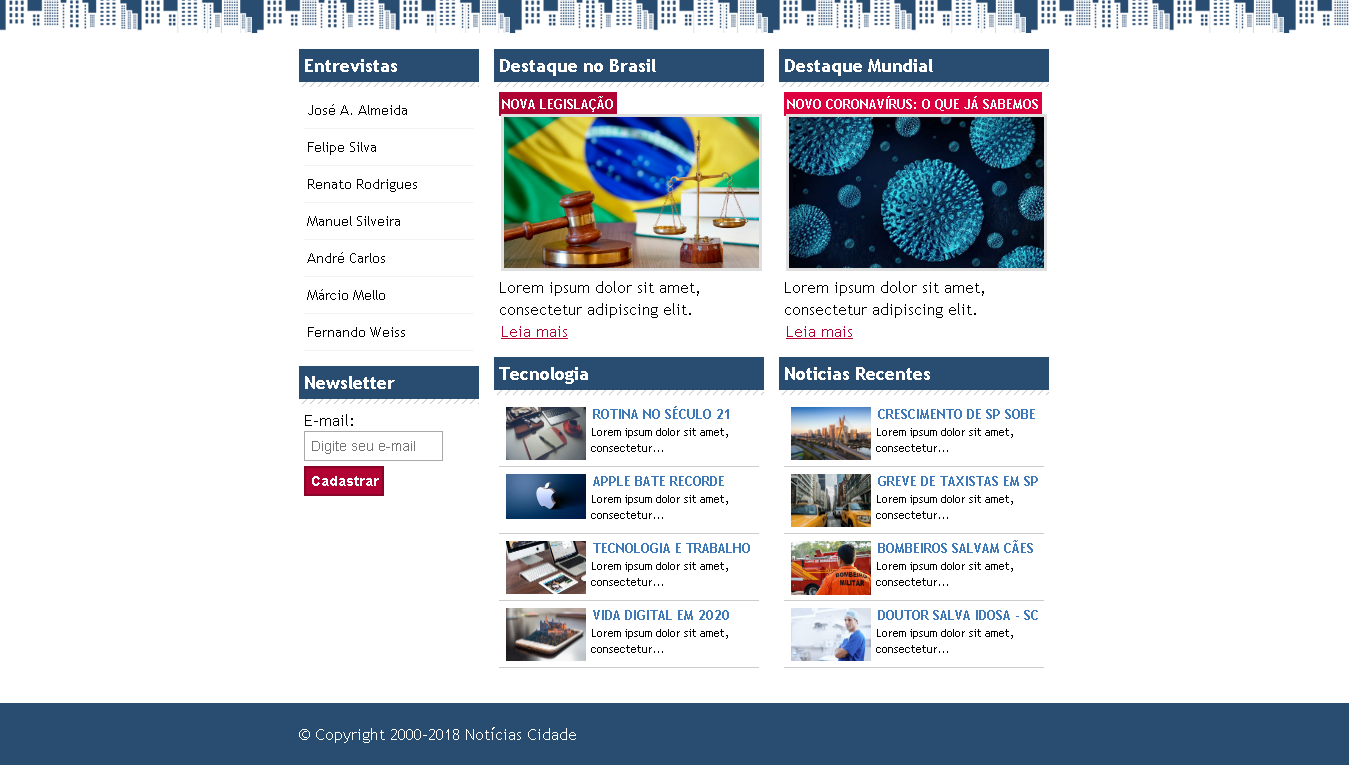 Entrevistas
José A. Almeida
Felipe Silva
Renato Rodrigues
Manuel Silveira
André Carlos
Márcio Mello
Fernando Weiss
Newsletter
E-mail:
Digite seu e-mail
Cadastrar
Destaque no Brasil
NOVA LEGISLAÇÃO
Lorem ipsum dolor sit amet,
consectetur adipiscing elit.
Leia mais
Destaque Mundial
NOVO CORONAVÍRUS: O QUE JÁ SABEMOS
Lorem ipsum dolor sit amet,
consectetur adipiscing elit.
Leia mais
Tecnologia
ROTINA NO SÉCULO 21
Lorem ipsum dolor sit amet,
consectetur...
APPLE BATE RECORDE
Lorem ipsum dolor sit amet,
consectetur...
TECNOLOGIA E TRABALHO
Lorem ipsum dolor sit amet,
consectetur...
VIDA DIGITAL EM 2020
Lorem ipsum dolor sit amet,
consectetur...
Noticias Recentes
CRESCIMENTO DE SP SOBE
Lorem ipsum dolor sit amet,
consectetur...
GREVE DE TAXISTAS EM SP
Lorem ipsum dolor sit amet,
consectetur...
BOMBEIROS SALVAM CÃES
Lorem ipsum dolor sit amet,
consectetur...
BOMBEIRO
MILITAR
DOUTOR SALVA IDOSA - SC
Lorem ipsum dolor sit amet,
consectetur...
© Copyright 2000-2018 Notícias Cidade